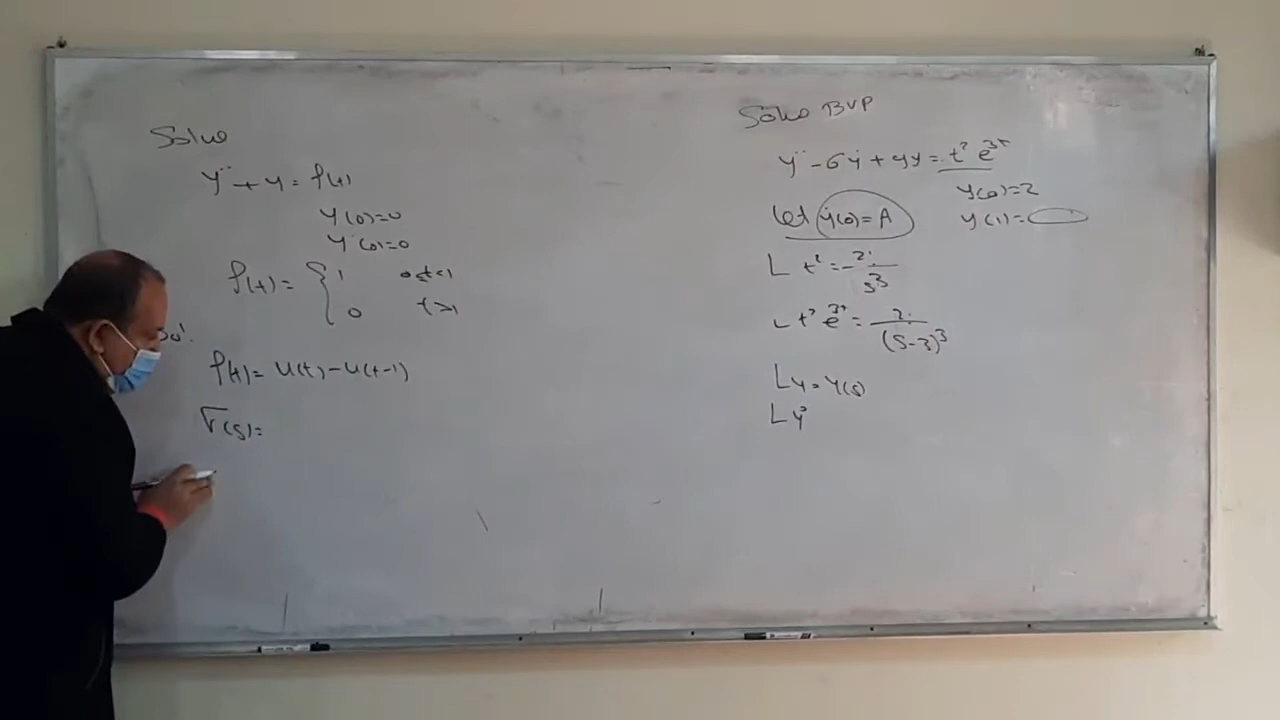 Solve
y¨ + y = f(t)
y(0)=0
y˙(0)=0
f(t) = { 1 0≤t<1
0 t>1
f(t) = u(t) - u(t-1)
F(s) =
Solve BVP
y¨ - 6y˙ + 9y = t² e^3t
y(0)=2
Let y˙(0) = A
y(1)=
L t² = 2! / s³
L t² e^3t = 2! / (s-3)³
L y = Y(s)
L y˙